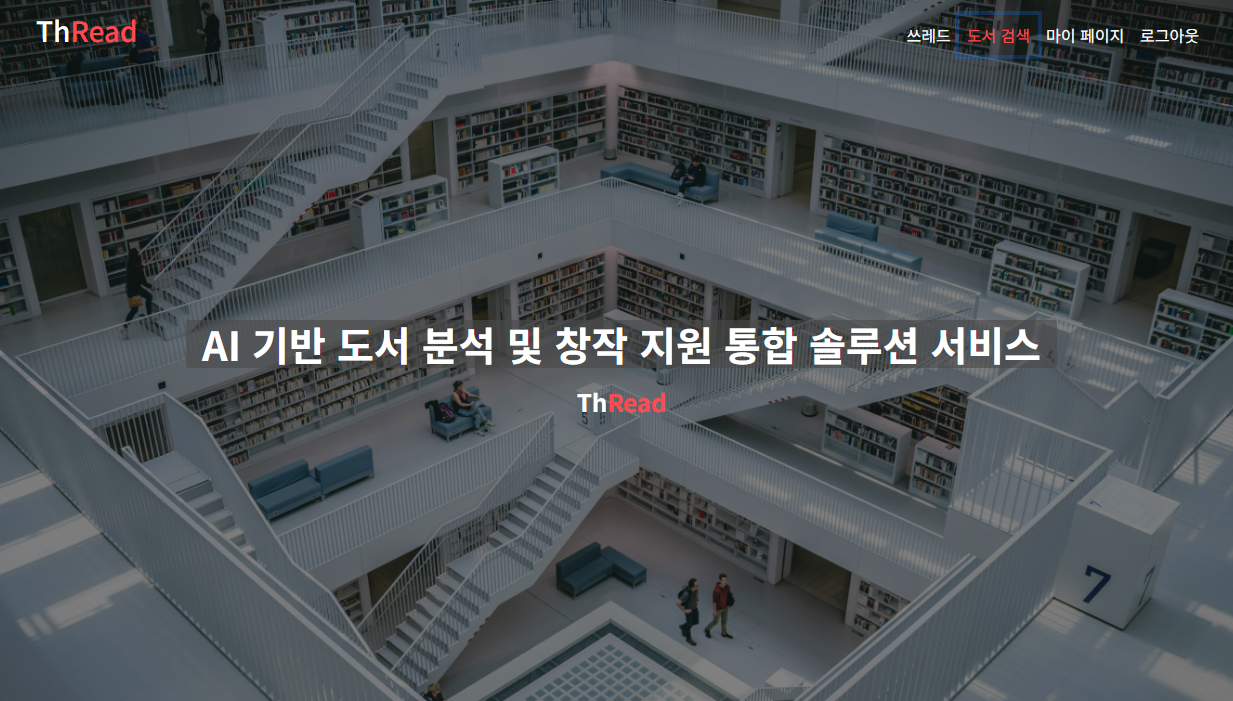 ThRead
쓰레드 도서 검색 마이 페이지 로그아웃
AI 기반 도서 분석 및 창작 지원 통합 솔루션 서비스
ThRead
5
7